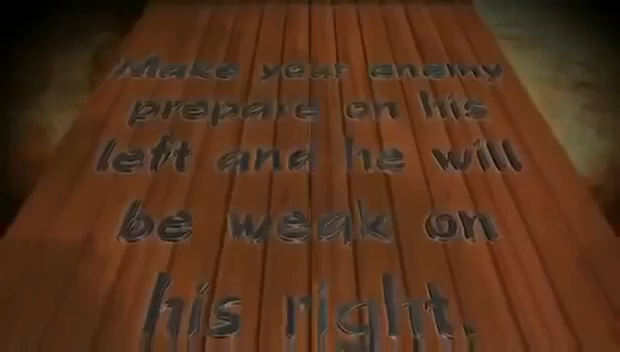 Make your enemy
prepare on his
left and he will
be weak on
his right.